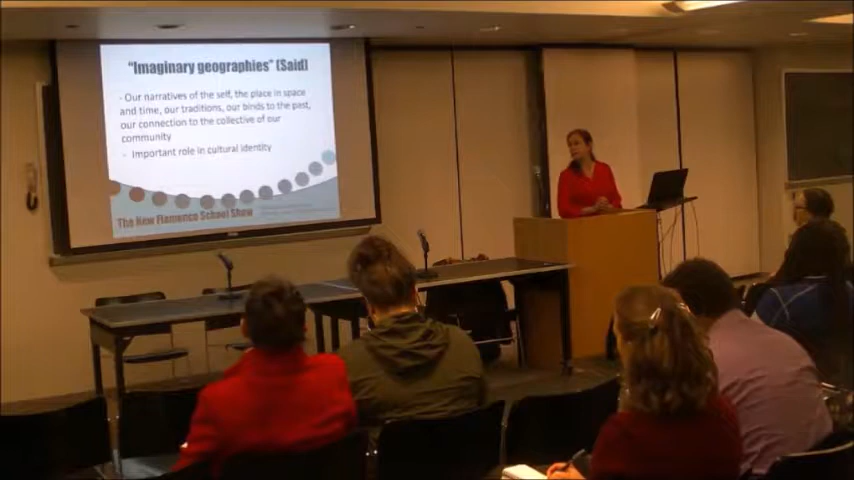 "Imaginary geographies" (Said)
- Our narratives of the self, the place in space
and time, our traditions, our binds to the past,
our connection to the collective of our
community
- Important role in cultural identity
The New Flamenco School Show